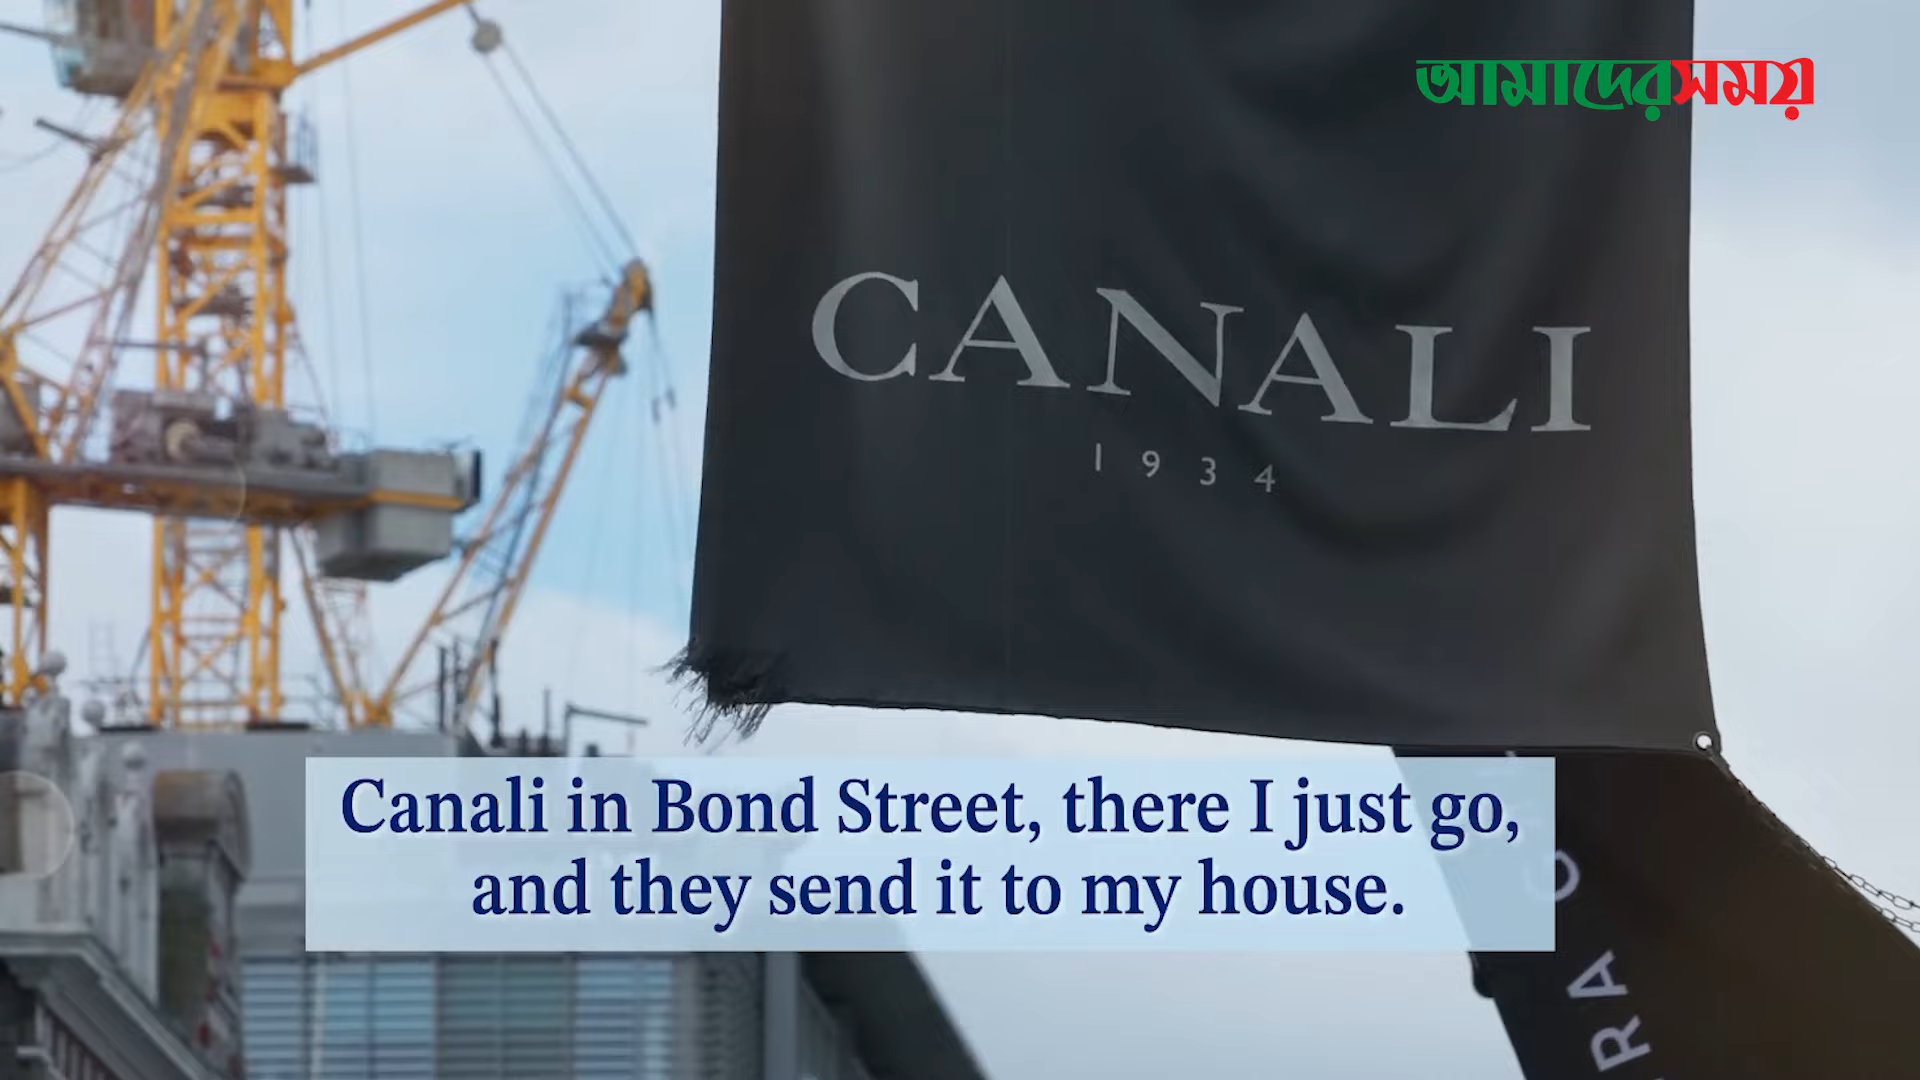 আমাদেরসময়
CANALI
1934
Canali in Bond Street, there I just go,
and they send it to my house.